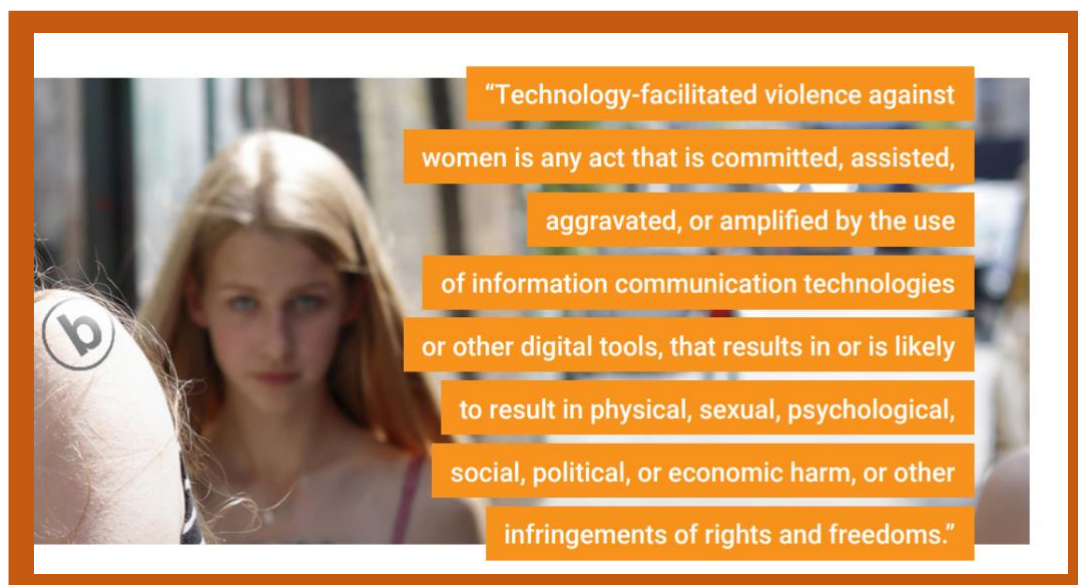 “Technology-facilitated violence against
women is any act that is committed, assisted,
aggravated, or amplified by the use
of information communication technologies
or other digital tools, that results in or is likely
to result in physical, sexual, psychological,
social, political, or economic harm, or other
infringements of rights and freedoms.”
b